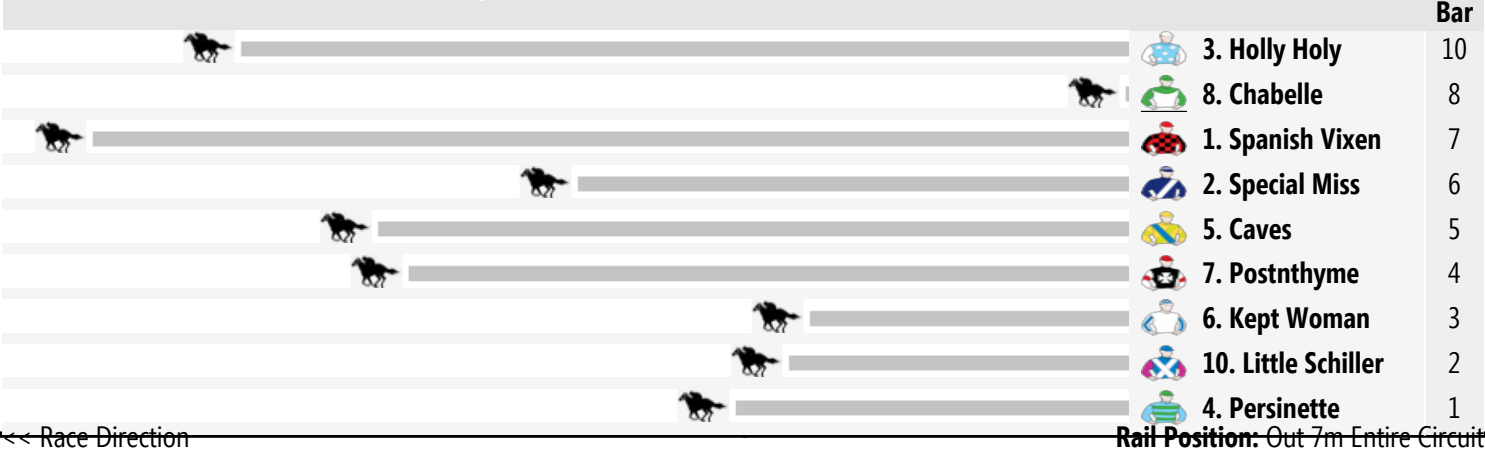 Bar
3. Holly Holy 10
8. Chabelle 8
1. Spanish Vixen 7
2. Special Miss 6
5. Caves 5
7. Postnthyme 4
6. Kept Woman 3
10. Little Schiller 2
4. Persinette 1
<< Race Direction Rail Position: Out 7m Entire Circuit